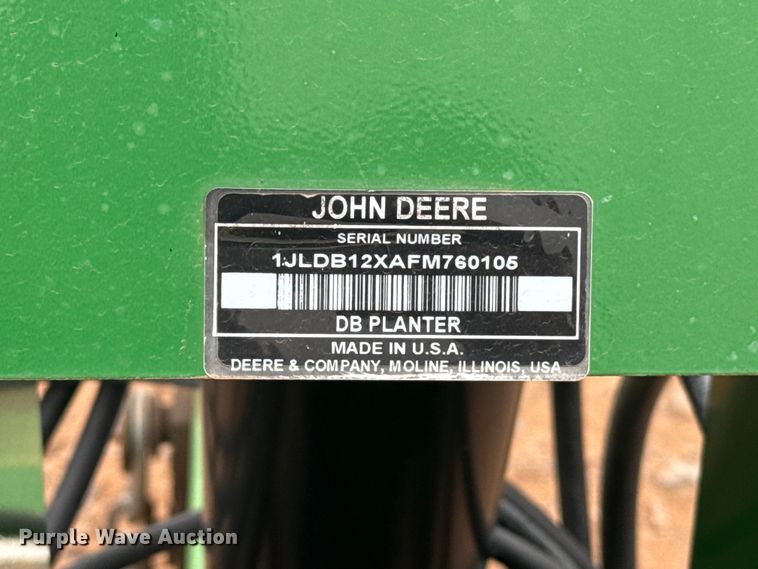 JOHN DEERE
SERIAL NUMBER
1JLDB12XAFM760105
DB PLANTER
MADE IN U.S.A.
DEERE & COMPANY, MOLINE, ILLINOIS, USA
Purple Wave Auction